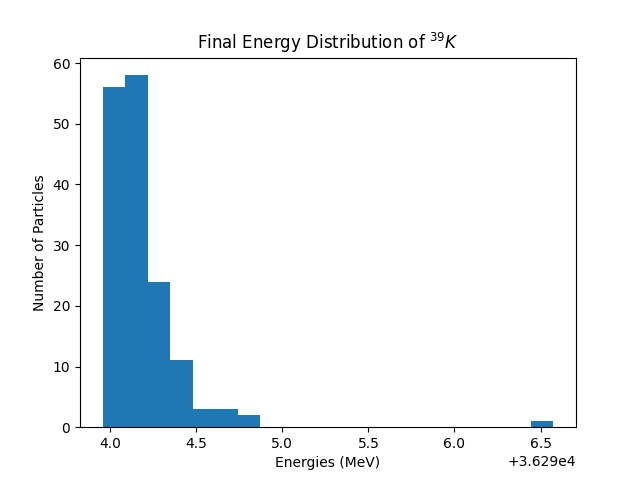 Final Energy Distribution of ³⁹K
Number of Particles
60
50
40
30
20
10
0
4.0 4.5 5.0 5.5 6.0 6.5
+3.629e4
Energies (MeV)